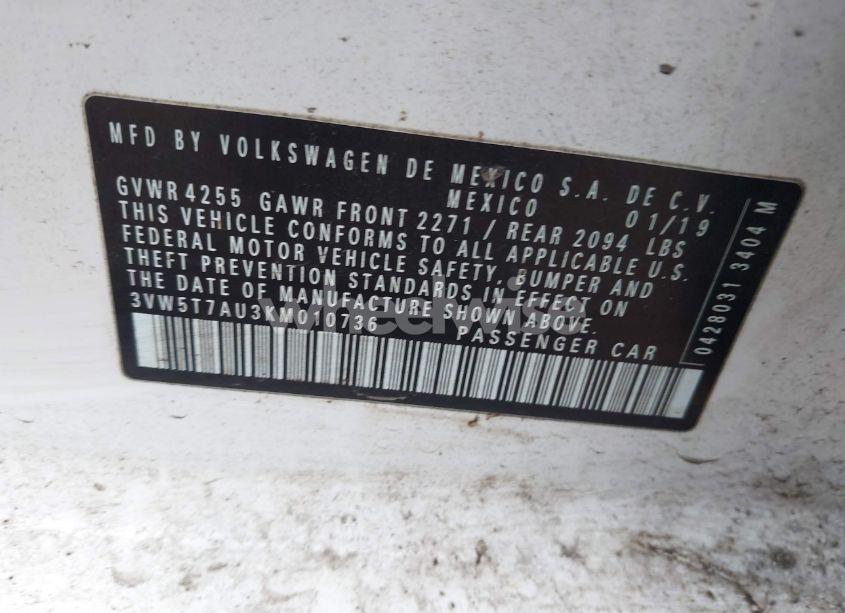 MFD BY VOLKSWAGEN DE MEXICO S.A. DE C.V.
MEXICO 01/19
GVWR 4255 GAWR FRONT 2271 / REAR 2094 LBS
THIS VEHICLE CONFORMS TO ALL APPLICABLE U.S.
FEDERAL MOTOR VEHICLE SAFETY, BUMPER AND
THEFT PREVENTION STANDARDS IN EFFECT ON
THE DATE OF MANUFACTURE SHOWN ABOVE.
3VW5T7AU3KM010736 PASSENGER CAR
0428031 3404 M
wheelwise